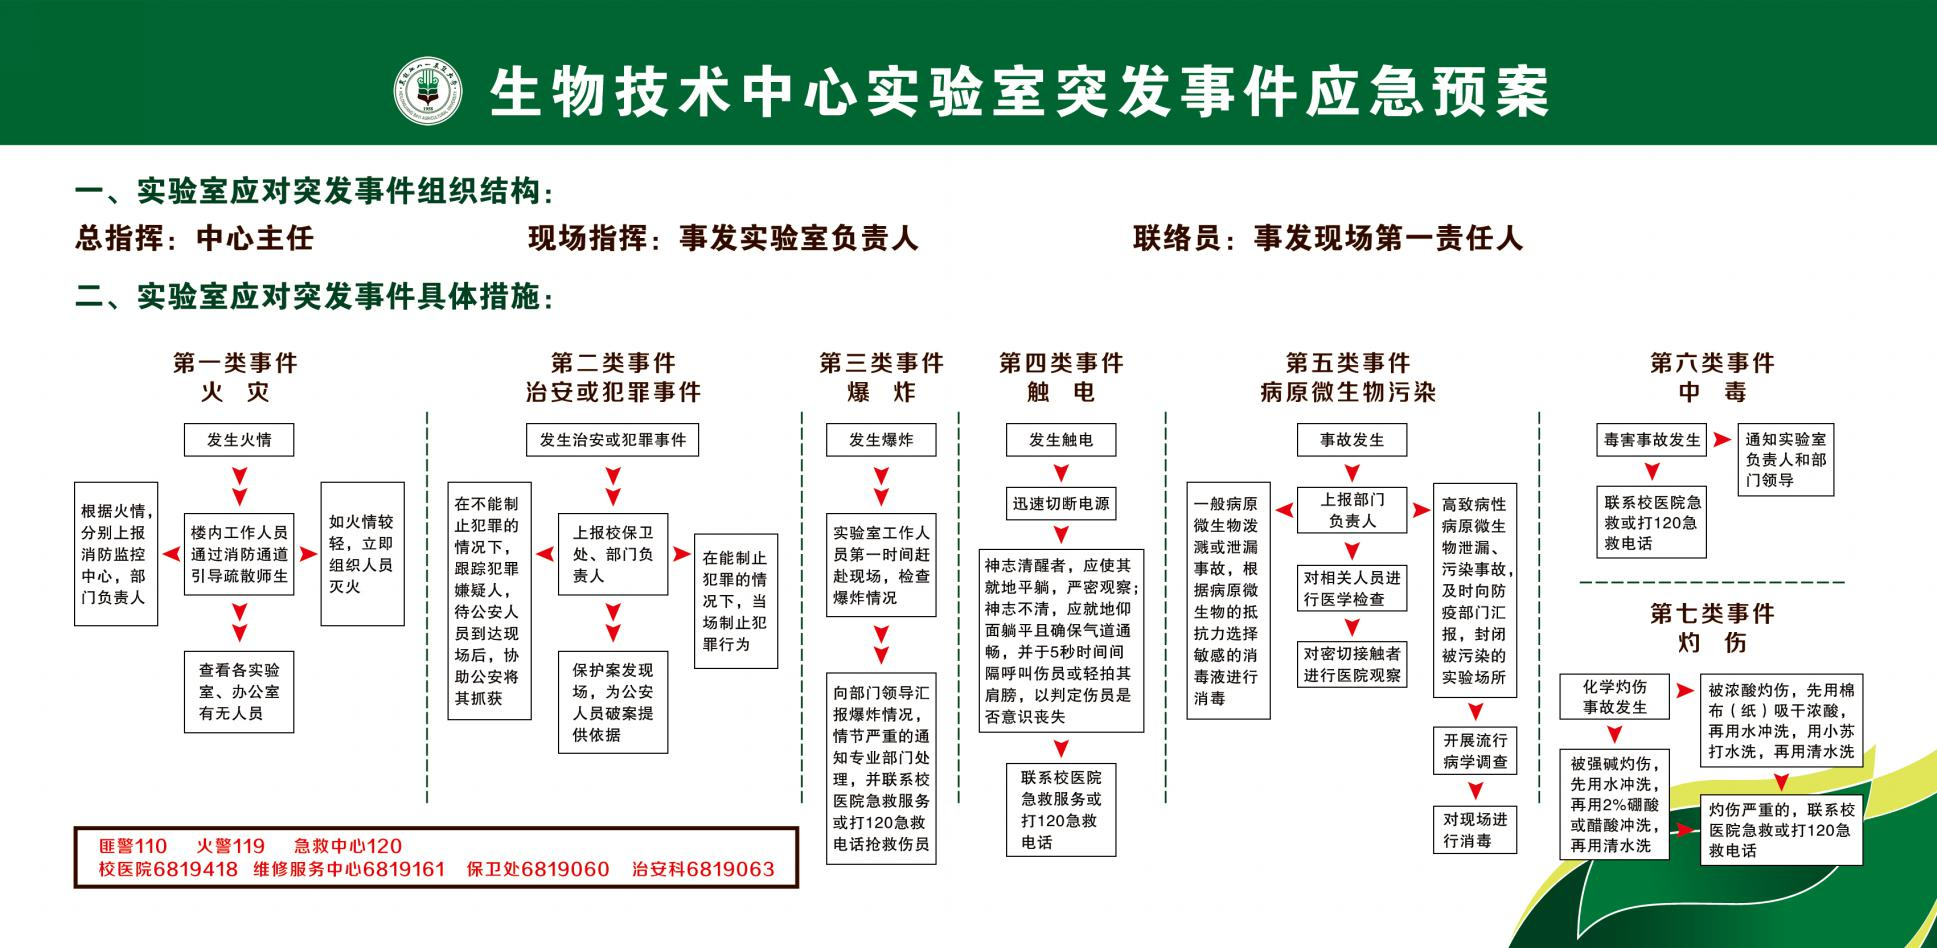 生物技术中心实验室突发事件应急预案
一、实验室应对突发事件组织结构：
总指挥：中心主任
现场指挥：事发实验室负责人
联络员：事发现场第一责任人
二、实验室应对突发事件具体措施：
第一类事件
火 灾
发生火情
根据火情，
分别上报
消防监控
中心，部
门负责人
楼内工作人员
通过消防通道
引导疏散师生
如火情较
轻，立即
组织人员
灭火
查看各实验
室、办公室
有无人员
第二类事件
治安或犯罪事件
发生治安或犯罪事件
在不能制
止犯罪的
情况下，
跟踪犯罪
嫌疑人，
待公安人
员到达现
场后，协
助公安将
其抓获
上报校保卫
处、部门负
责人
在能制止
犯罪的情
况下，当
场制止犯
罪行为
保护案发现
场，为公安
人员破案提
供依据
第三类事件
爆 炸
发生爆炸
实验室工作人
员第一时间赶
赴现场，检查
爆炸情况
向部门领导汇
报爆炸情况，
情节严重的通
知专业部门处
理，并联系校
医院急救服务
或打120急救
电话抢救伤员
第四类事件
触 电
发生触电
迅速切断电源
神志清醒者，应使其
就地平躺，严密观察；
神志不清，应就地仰
面躺平且确保气道通
畅，并于5秒时间间
隔呼叫伤员或轻拍其
肩膀，以判定伤员是
否意识丧失
联系校医院
急救服务或
打120急救
电话
第五类事件
病原微生物污染
事故发生
一般病原
微生物泼
溅或泄漏
事故，根
据病原微
生物的抵
抗力选择
敏感的消
毒液进行
消毒
上报部门
负责人
对相关人员进
行医学检查
对密切接触者
进行医院观察
高致病性
病原微生
物泄漏、
污染事故，
及时向防
疫部门汇
报，封闭
被污染的
实验场所
开展流行
病学调查
对现场进
行消毒
第六类事件
中 毒
毒害事故发生
通知实验室
负责人和部
门领导
联系校医院急
救或打120急
救电话
第七类事件
灼 伤
化学灼伤
事故发生
被浓酸灼伤，先用棉
布（纸）吸干浓酸，
再用水冲洗，用小苏
打水洗，再用清水洗
被强碱灼伤，
先用水冲洗，
再用2%硼酸
或醋酸冲洗，
再用清水洗
灼伤严重的，联系校
医院急救或打120急
救电话
匪警110 火警119 急救中心120
校医院6819418 维修服务中心6819161 保卫处6819060 治安科6819063